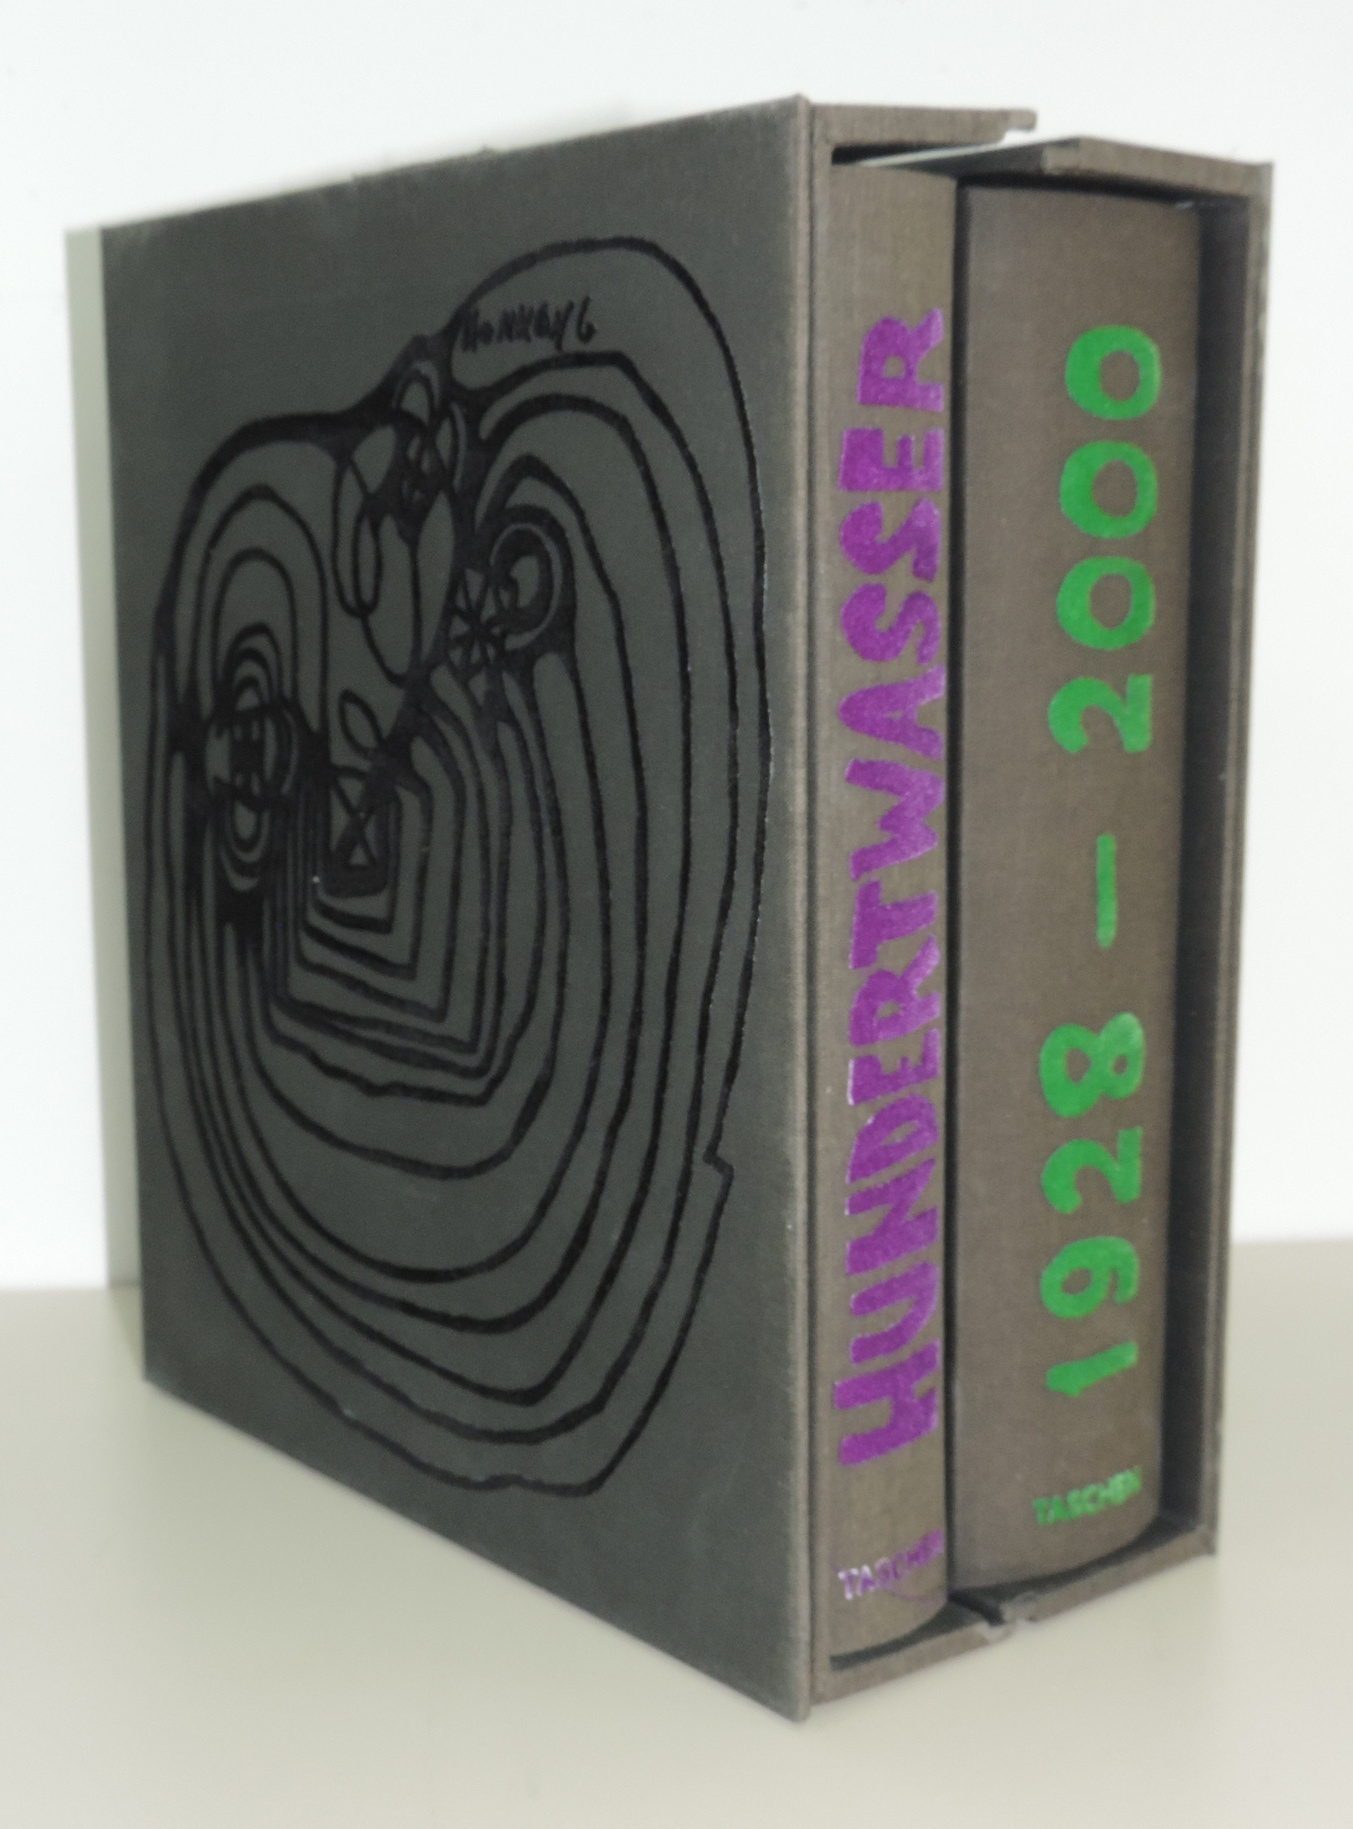 HUNDERTWASSER
TASCHEN
1928 — 2000
TASCHEN